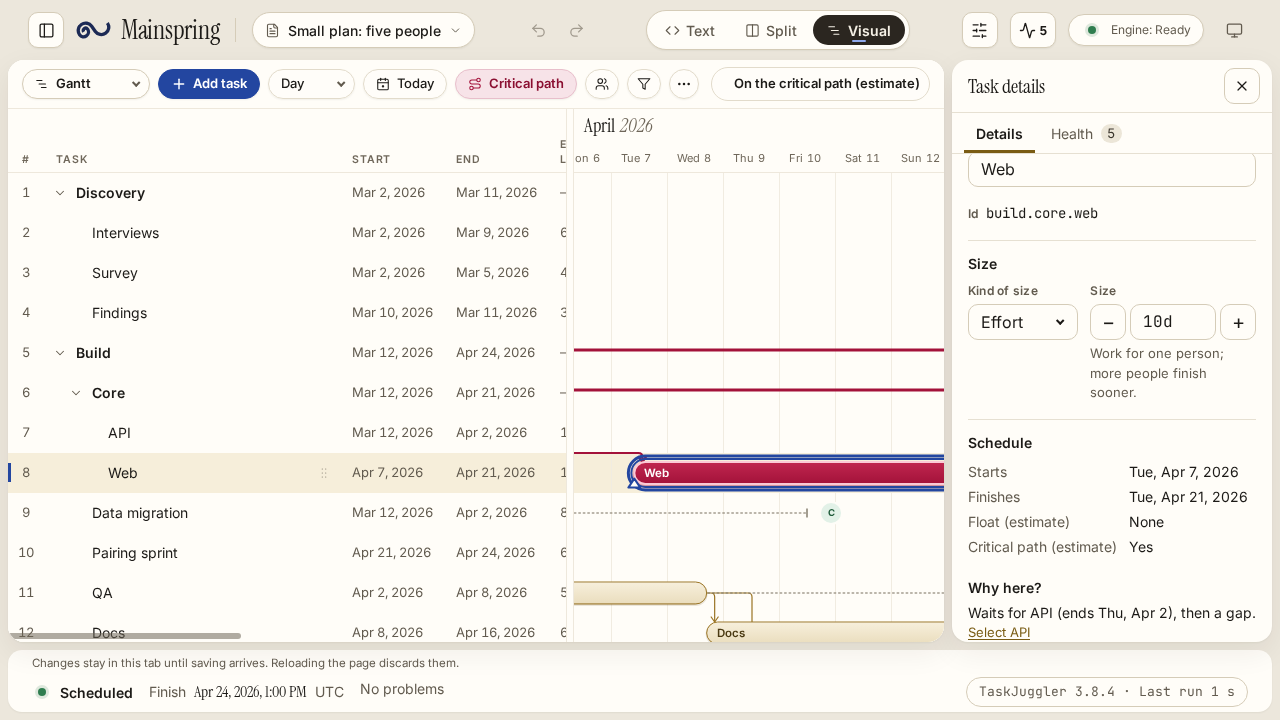 Mainspring
Small plan: five people
Text
Split
Visual
5
Engine: Ready
Gantt
Add task
Day
Today
Critical path
On the critical path (estimate)
# TASK START END
April 2026
Tue 7 Wed 8 Thu 9 Fri 10 Sat 11 Sun 12
1 Discovery Mar 2, 2026 Mar 11, 2026 –
2 Interviews Mar 2, 2026 Mar 9, 2026
3 Survey Mar 2, 2026 Mar 5, 2026
4 Findings Mar 10, 2026 Mar 11, 2026
5 Build Mar 12, 2026 Apr 24, 2026 –
6 Core Mar 12, 2026 Apr 21, 2026 –
7 API Mar 12, 2026 Apr 2, 2026
8 Web Apr 7, 2026 Apr 21, 2026
Web
9 Data migration Mar 12, 2026 Apr 2, 2026
C
10 Pairing sprint Apr 21, 2026 Apr 24, 2026
11 QA Apr 2, 2026 Apr 8, 2026
12 Docs Apr 8, 2026 Apr 16, 2026
Docs
Task details
Details
Health 5
Web
Id build.core.web
Size
Kind of size Size
Effort
− 10d +
Work for one person;
more people finish
sooner.
Schedule
Starts Tue, Apr 7, 2026
Finishes Tue, Apr 21, 2026
Float (estimate) None
Critical path (estimate) Yes
Why here?
Waits for API (ends Thu, Apr 2), then a gap.
Select API
Changes stay in this tab until saving arrives. Reloading the page discards them.
Scheduled Finish Apr 24, 2026, 1:00 PM UTC No problems
TaskJuggler 3.8.4 · Last run 1 s